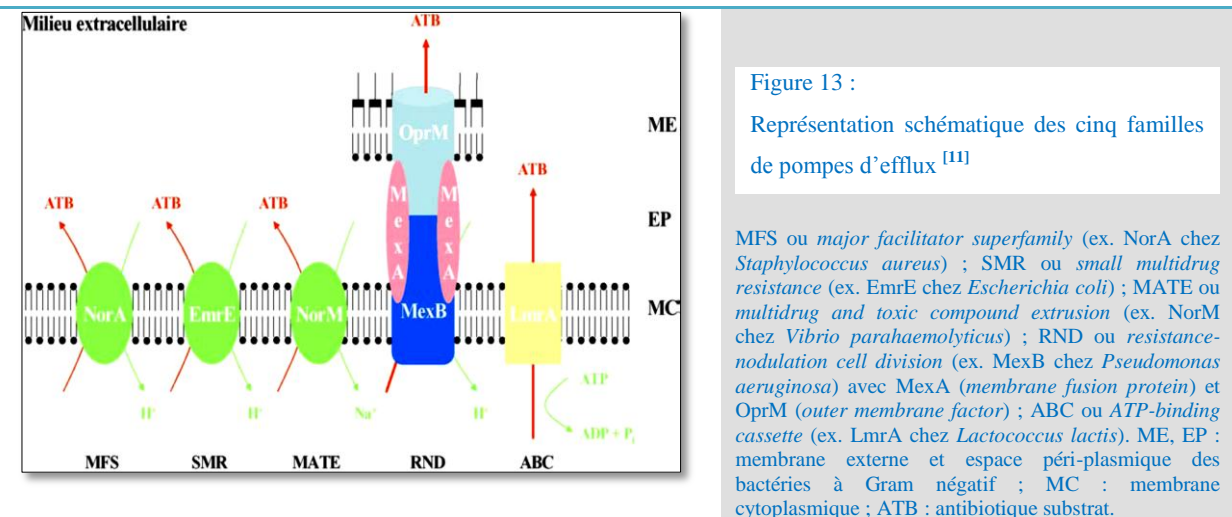 Milieu extracellulaire
ATB
OprM
ME
ATB
ATB
ATB
ATB
M e x A
M e x A
EP
NorA
EmrE
NorM
MexB
LmrA
MC
ATP
H⁺
H⁺
Na⁺
H⁺
ADP + Pi
MFS
SMR
MATE
RND
ABC
Figure 13 :
Représentation schématique des cinq familles
de pompes d’efflux [11]
MFS ou major facilitator superfamily (ex. NorA chez
Staphylococcus aureus) ; SMR ou small multidrug
resistance (ex. EmrE chez Escherichia coli) ; MATE ou
multidrug and toxic compound extrusion (ex. NorM
chez Vibrio parahaemolyticus) ; RND ou resistance-
nodulation cell division (ex. MexB chez Pseudomonas
aeruginosa) avec MexA (membrane fusion protein) et
OprM (outer membrane factor) ; ABC ou ATP-binding
cassette (ex. LmrA chez Lactococcus lactis). ME, EP :
membrane externe et espace péri-plasmique des
bactéries à Gram négatif ; MC : membrane
cytoplasmique ; ATB : antibiotique substrat.